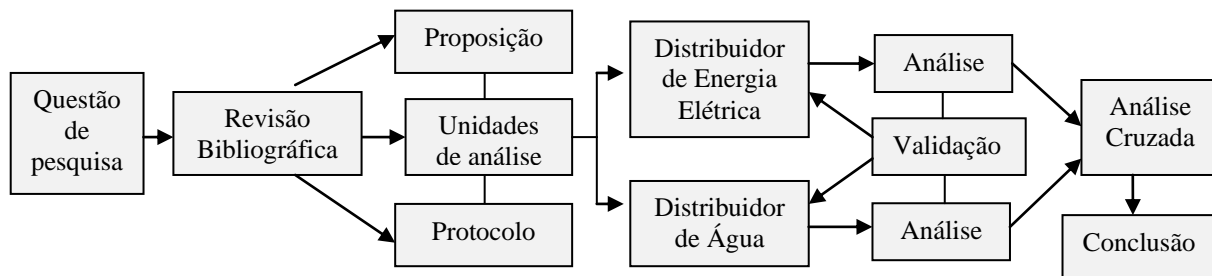 Questão
de
pesquisa
Revisão
Bibliográfica
Proposição
Unidades
de análise
Protocolo
Distribuidor
de Energia
Elétrica
Distribuidor
de Água
Análise
Validação
Análise
Análise
Cruzada
Conclusão